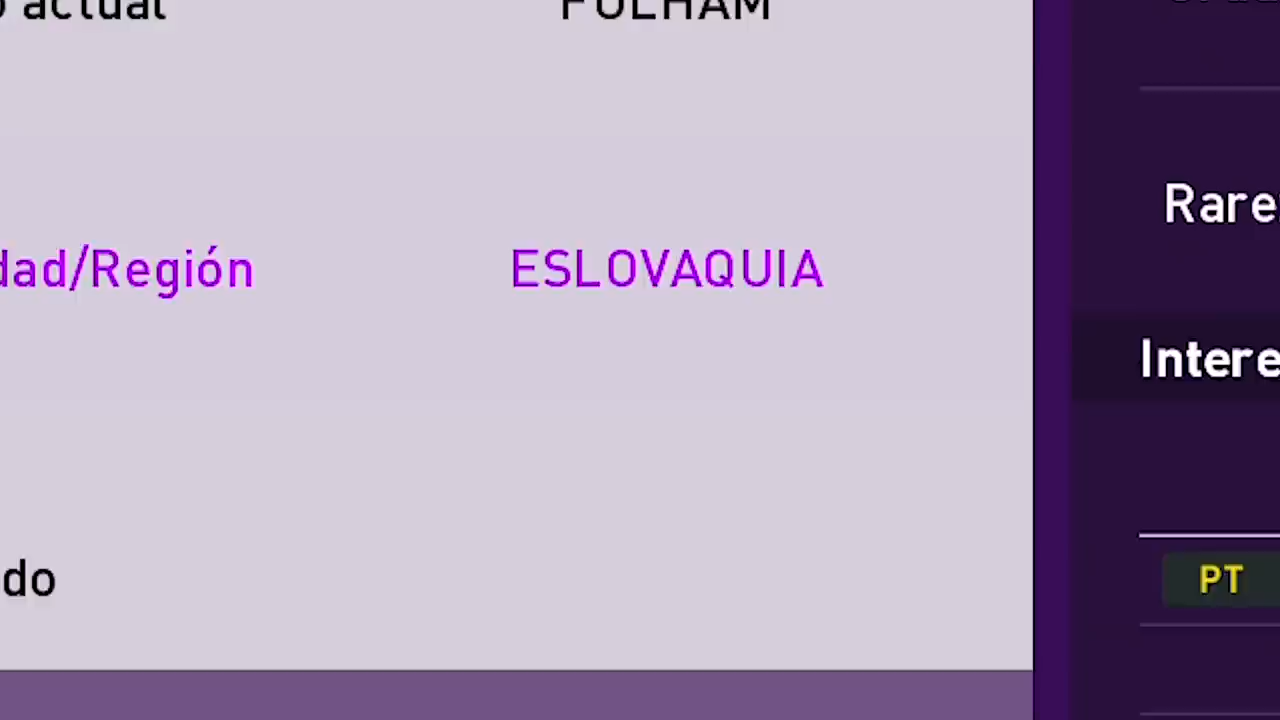 o actual FULHAM
dad/Región ESLOVAQUIA
Rare
Intere
do
PT